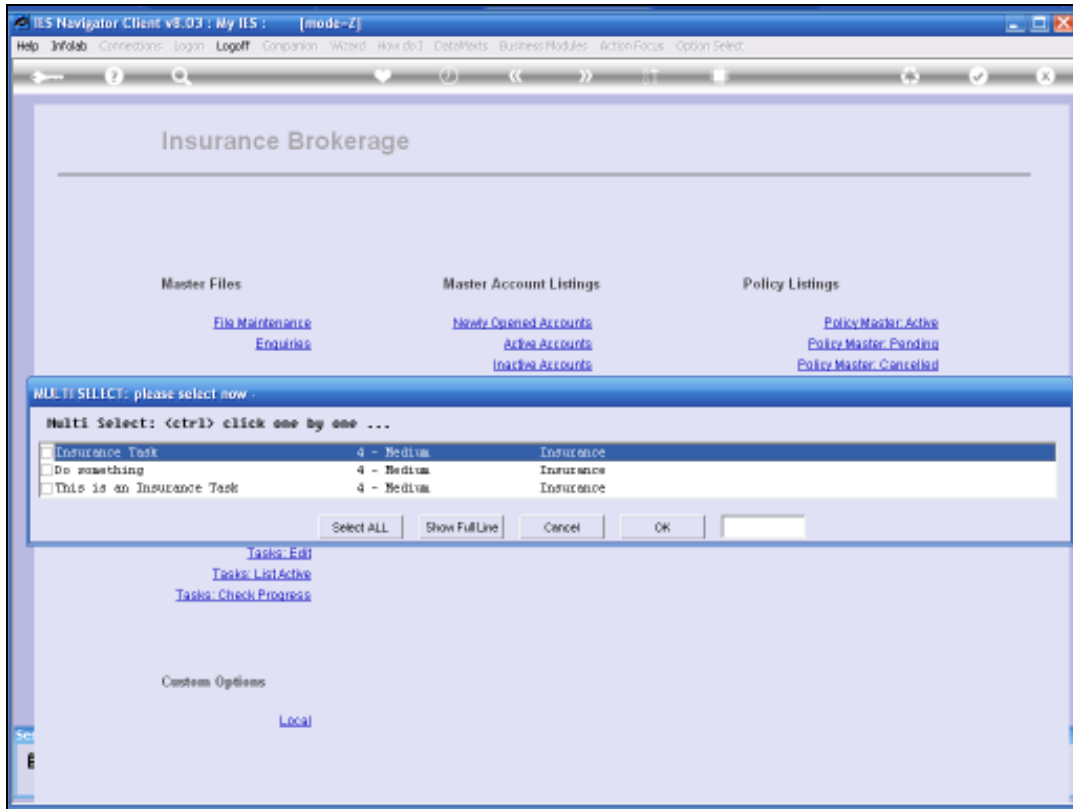 IES Navigator Client v8.03 : My IES : [mode-Z]
Help Infolab Connections Logon Logoff Companion Wizard How do I DataAlerts Business Modules Action Focus Option Select
Insurance Brokerage
Master Files Master Account Listings Policy Listings
File Maintenance Newly Opened Accounts Policy Master: Active
Enquiries Active Accounts Policy Master: Pending
Inactive Accounts Policy Master: Cancelled
MULTI SELECT: please select now -
Multi Select: <ctrl> click one by one ...
Insurance Task 4 - Medium Insurance
Do something 4 - Medium Insurance
This is an Insurance Task 4 - Medium Insurance
Select ALL Show Full Line Cancel OK
Tasks: Edit
Tasks: List Active
Tasks: Check Progress
Custom Options
Local